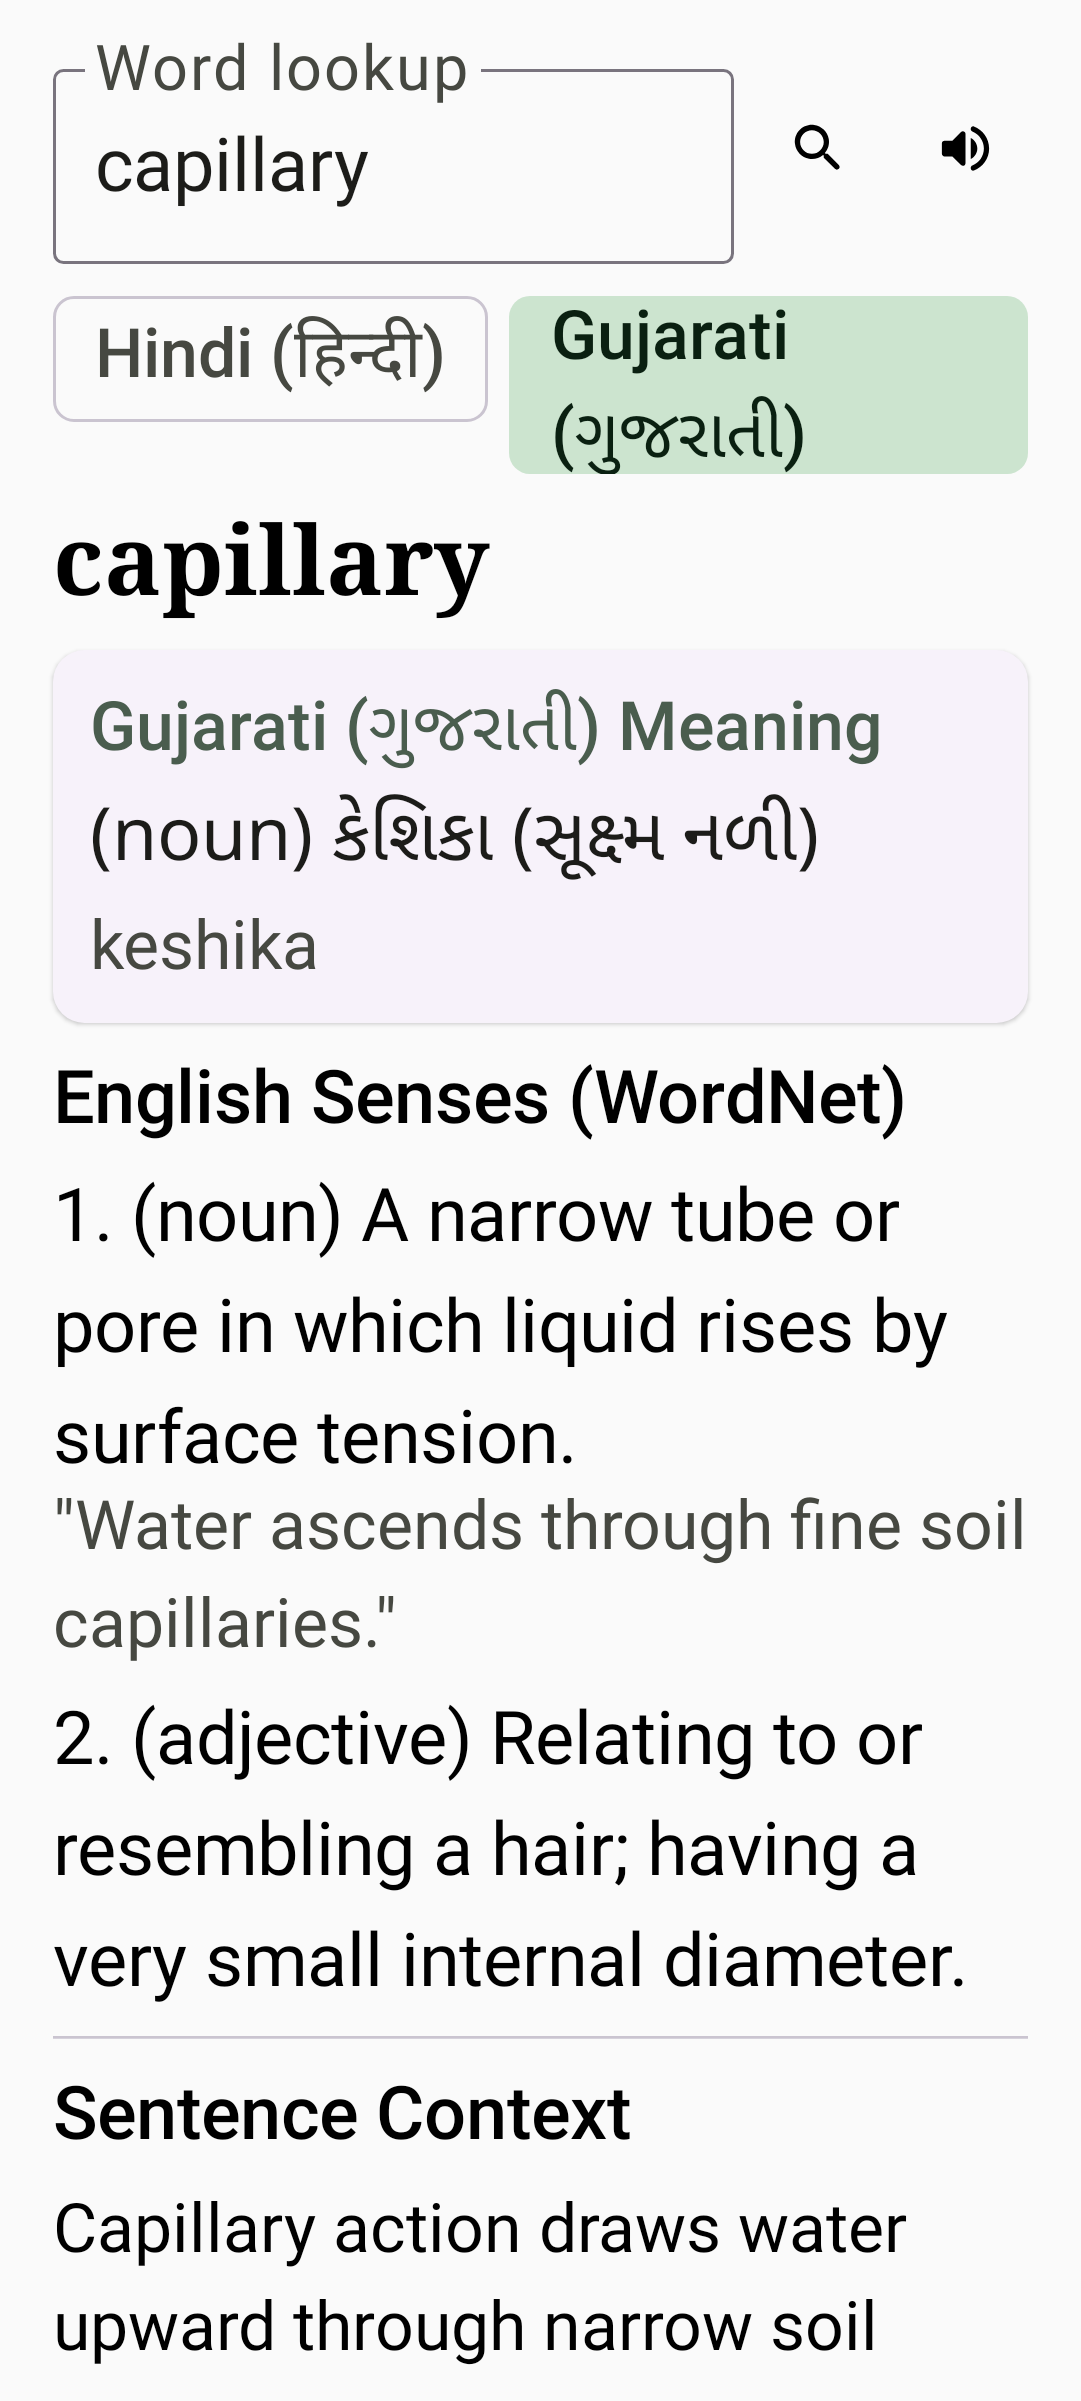 Word lookup
capillary
Hindi (हिन्दी)
Gujarati
(ગુજરાતી)
capillary
Gujarati (ગુજરાતી) Meaning
(noun) કેશિકા (સૂક્ષ્મ નળી)
keshika
English Senses (WordNet)
1. (noun) A narrow tube or
pore in which liquid rises by
surface tension.
"Water ascends through fine soil
capillaries."
2. (adjective) Relating to or
resembling a hair; having a
very small internal diameter.
Sentence Context
Capillary action draws water
upward through narrow soil